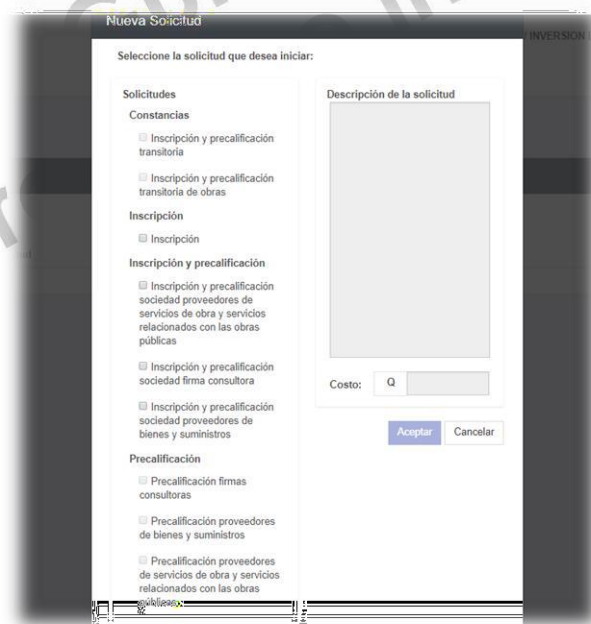 Nueva Solicitud
INVERSION
Seleccione la solicitud que desea iniciar:
Solicitudes
Constancias
Inscripción y precalificación
transitoria
Inscripción y precalificación
transitoria de obras
Inscripción
Inscripción
Inscripción y precalificación
Inscripción y precalificación
sociedad proveedores de
servicios de obra y servicios
relacionados con las obras
públicas
Inscripción y precalificación
sociedad firma consultora
Inscripción y precalificación
sociedad proveedores de
bienes y suministros
Precalificación
Precalificación firmas
consultoras
Precalificación proveedores
de bienes y suministros
Precalificación proveedores
de servicios de obra y servicios
relacionados con las obras
públicas
Descripción de la solicitud
Costo: Q
Aceptar Cancelar